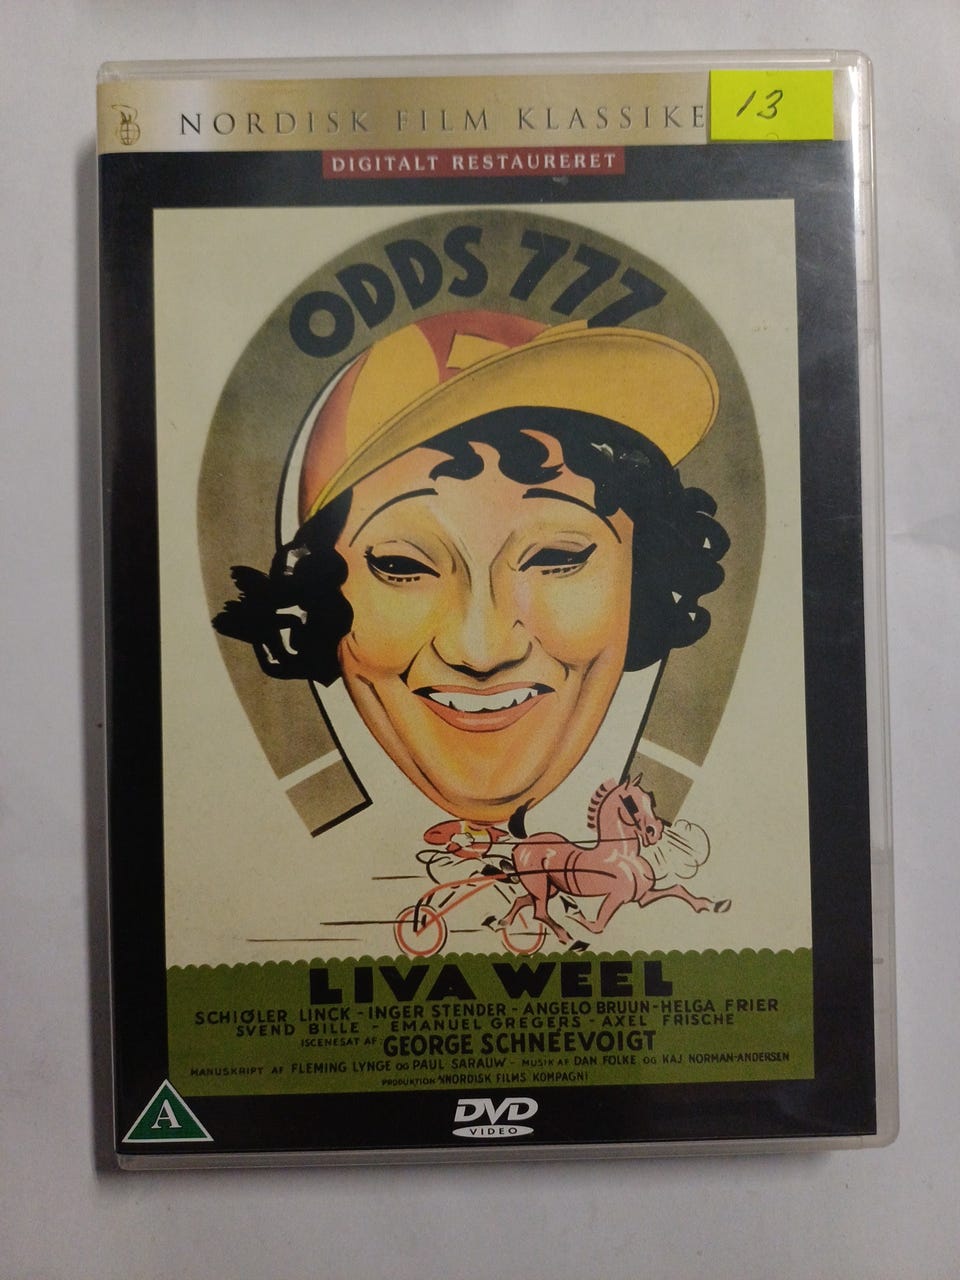 NORDISK FILM KLASSIKE
13
DIGITALT RESTAURERET
ODDS 777
LIVA WEEL
SCHIØLER LINCK - INGER STENDER - ANGELO BRUUN - HELGA FRIER
SVEND BILLE - EMANUEL GREGERS - AXEL FRISCHE
ISCENESAT AF: GEORGE SCHNÉEVOIGT
MANUSKRIPT AF FLEMING LYNGE OG PAUL SARAUW - MUSIK AF DAN FOLKE OG KAJ NORMAN-ANDERSEN
PRODUKTION: A/S NORDISK FILMS KOMPAGNI
A
DVD
VIDEO